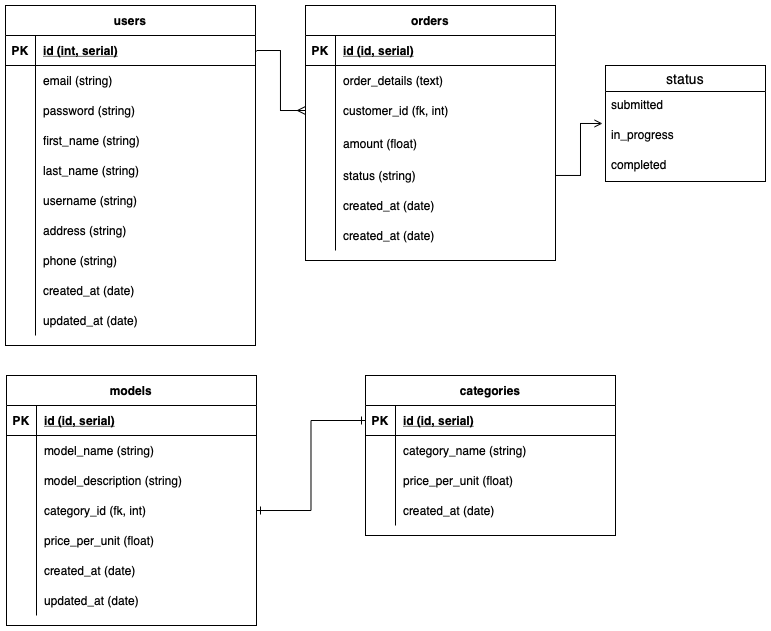 users
PK id (int, serial)
email (string)
password (string)
first_name (string)
last_name (string)
username (string)
address (string)
phone (string)
created_at (date)
updated_at (date)
orders
PK id (id, serial)
order_details (text)
customer_id (fk, int)
amount (float)
status (string)
created_at (date)
created_at (date)
status
submitted
in_progress
completed
models
PK id (id, serial)
model_name (string)
model_description (string)
category_id (fk, int)
price_per_unit (float)
created_at (date)
updated_at (date)
categories
PK id (id, serial)
category_name (string)
price_per_unit (float)
created_at (date)